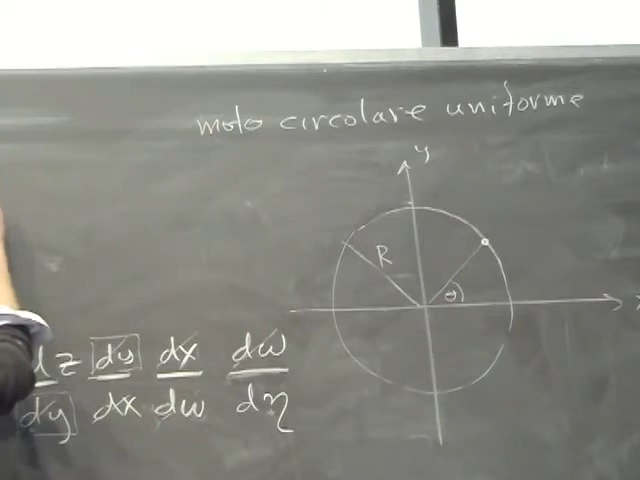 moto circolare uniforme
y
R
θ
x
dz dy dx dω
dy dx dω dη